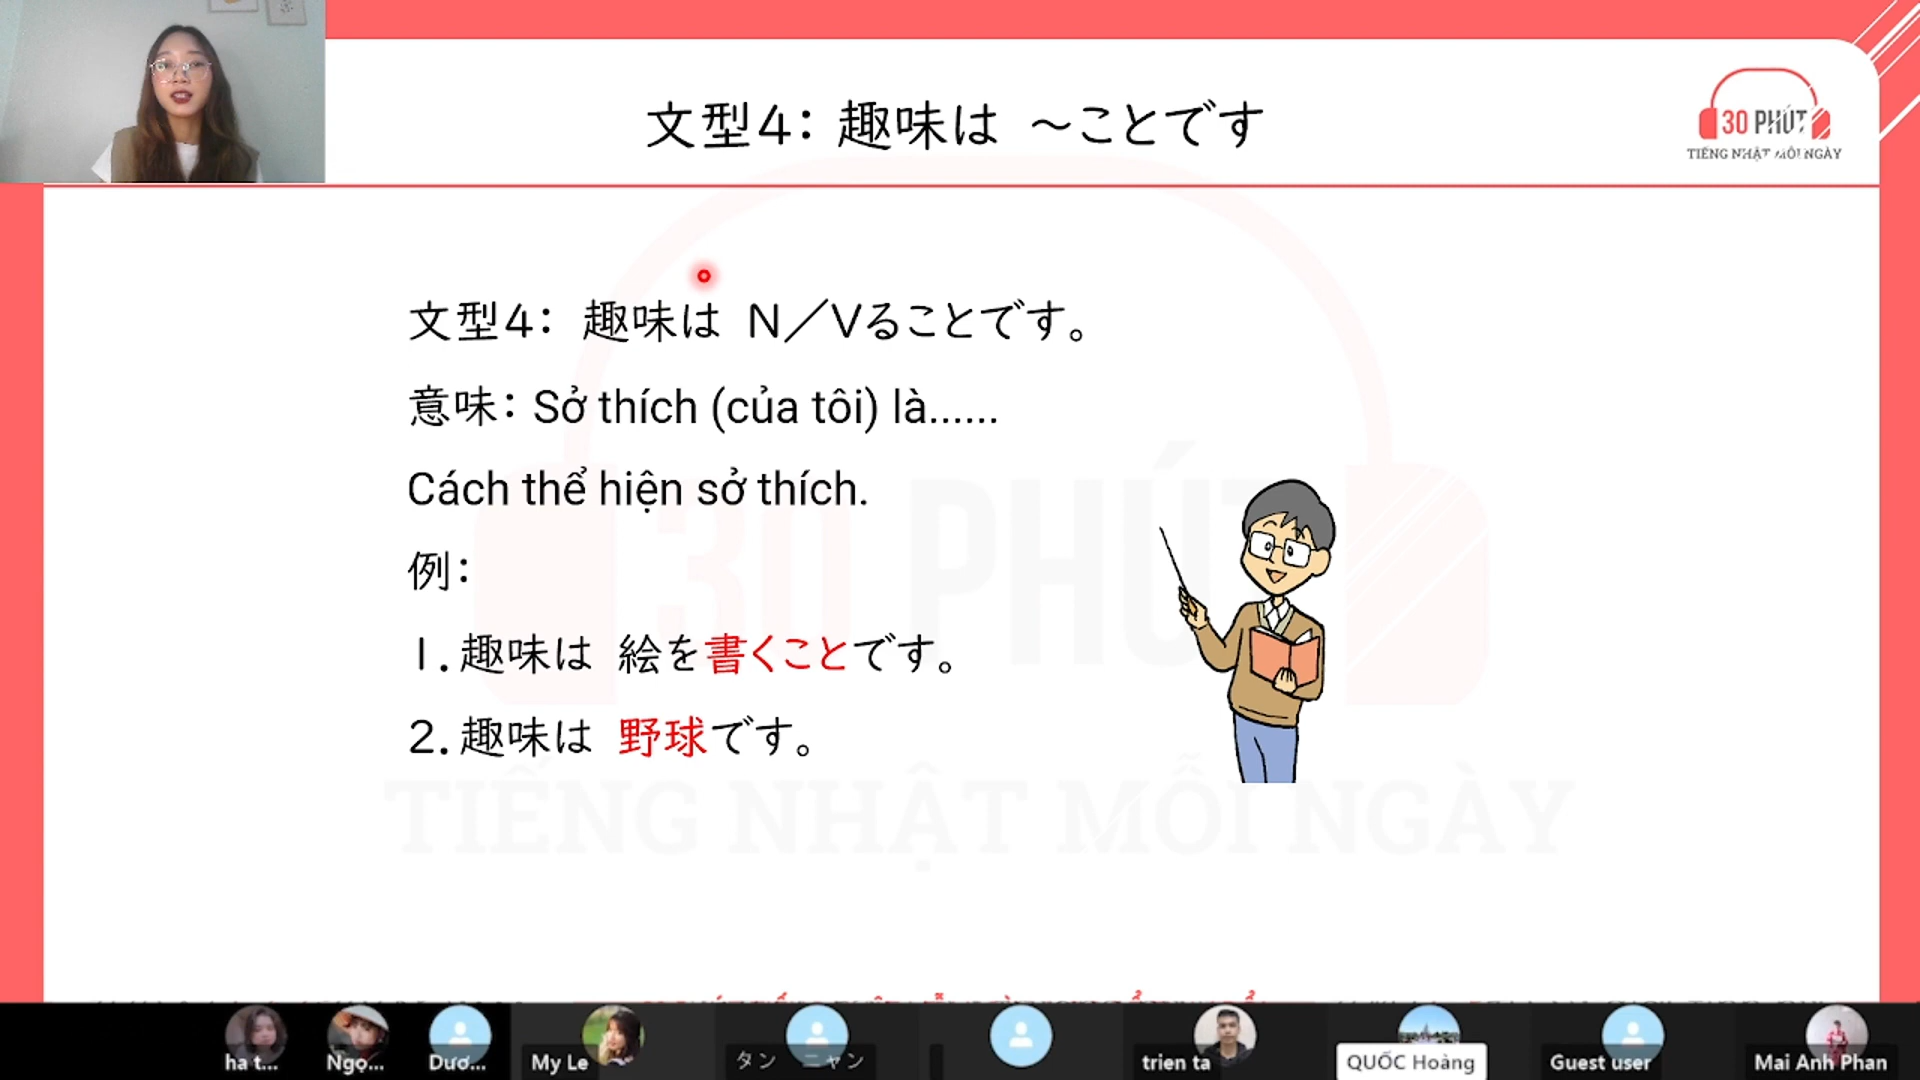 文型4： 趣味は ～ことです
30 PHÚT
TIẾNG NHẬT MỖI NGÀY
文型4： 趣味は N／Vることです。
意味： Sở thích (của tôi) là......
Cách thể hiện sở thích.
例：
1. 趣味は 絵を書くことです。
2. 趣味は 野球です。
30 PHÚT
TIẾNG NHẬT MỖI NGÀY
ha t...
Ngọ...
Dươ...
My Le
タン ニャン
trien ta
QUỐC Hoàng
Guest user
Mai Anh Phan